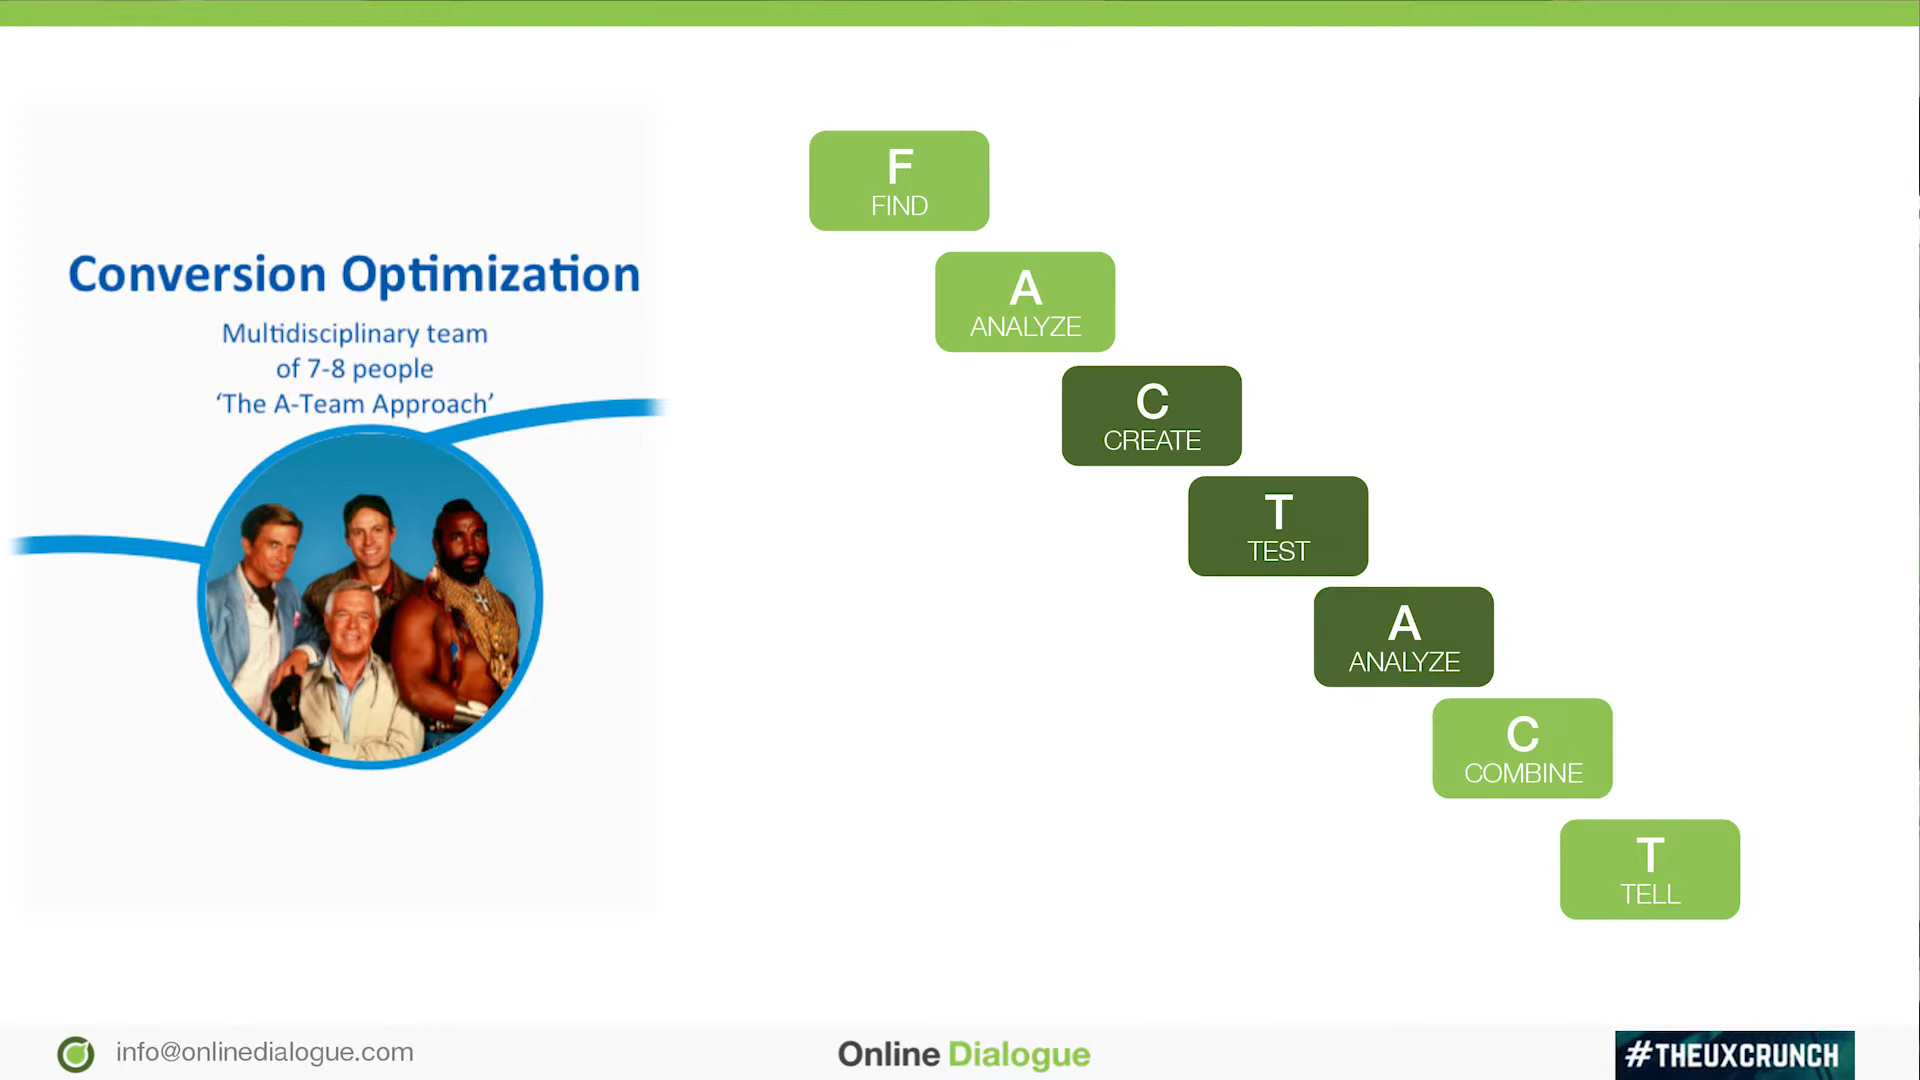 Conversion Optimization
Multidisciplinary team
of 7-8 people
‘The A-Team Approach’
F
FIND
A
ANALYZE
C
CREATE
T
TEST
A
ANALYZE
C
COMBINE
T
TELL
info@onlinedialogue.com
Online Dialogue
#THEUXCRUNCH